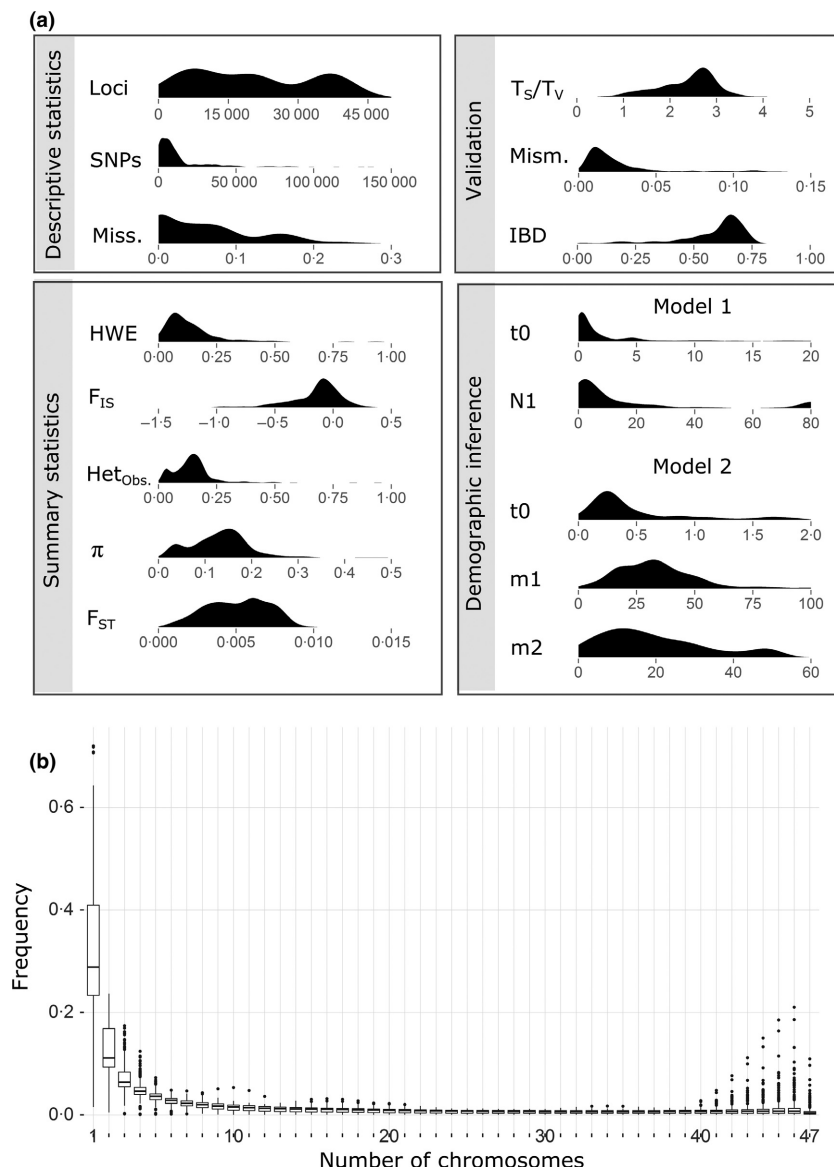 (a)
Descriptive statistics
Loci
0 15 000 30 000 45 000
SNPs
0 50 000 100 000 150 000
Miss.
0·0 0·1 0·2 0·3
Validation
TS/TV
0 1 2 3 4 5
Mism.
0·00 0·05 0·10 0·15
IBD
0·00 0·25 0·50 0·75 1·00
Summary statistics
HWE
0·00 0·25 0·50 0·75 1·00
FIS
–1·5 –1·0 –0·5 0·0 0·5
HetObs.
0·00 0·25 0·50 0·75 1·00
π
0·0 0·1 0·2 0·3 0·4 0·5
FST
0·000 0·005 0·010 0·015
Demographic inference
Model 1
t0
0 5 10 15 20
N1
0 20 40 60 80
Model 2
t0
0·0 0·5 1·0 1·5 2·0
m1
0 25 50 75 100
m2
0 20 40 60
(b)
Frequency
0·6
0·4
0·2
0·0
1 10 20 30 40 47
Number of chromosomes